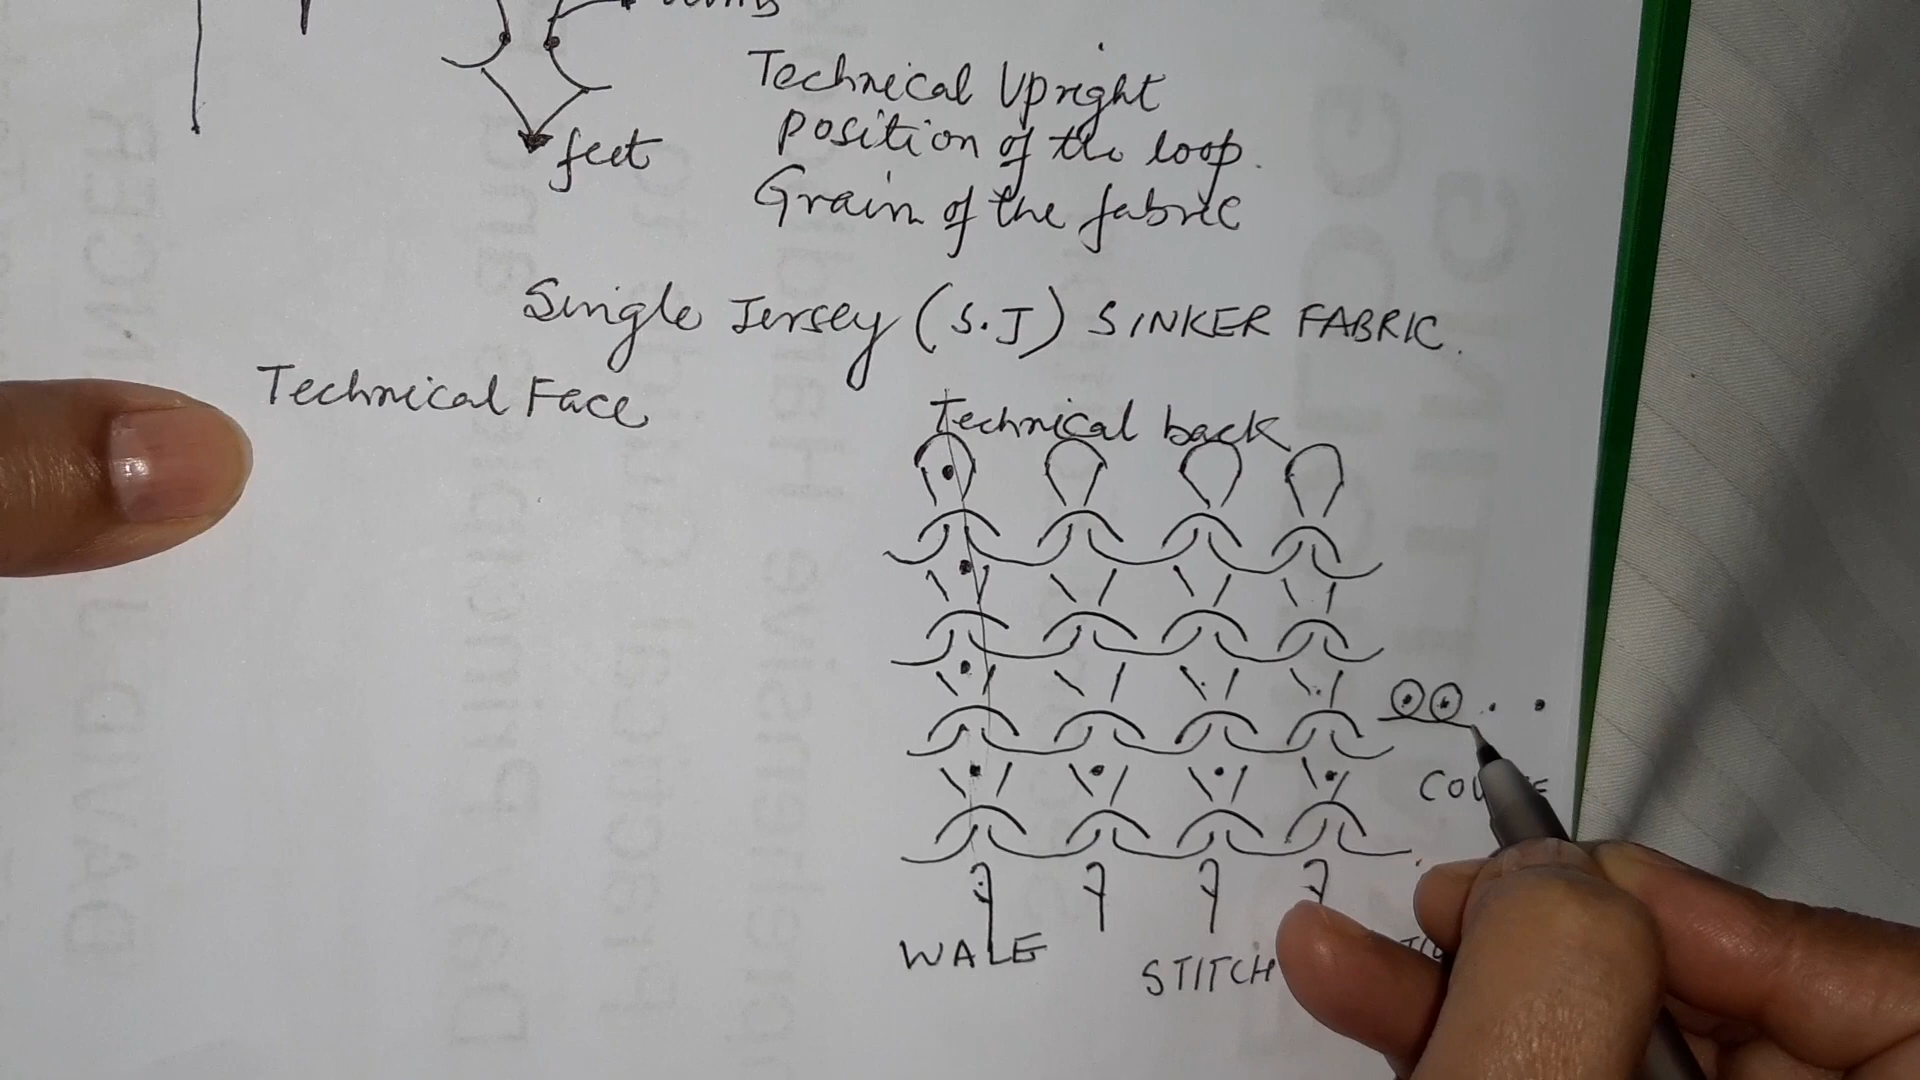 feet
Technical Upright
position of the loop.
Grain of the fabric
Single Jersey (S.J) SINKER FABRIC.
Technical Face
Technical back
WALE
STITCH